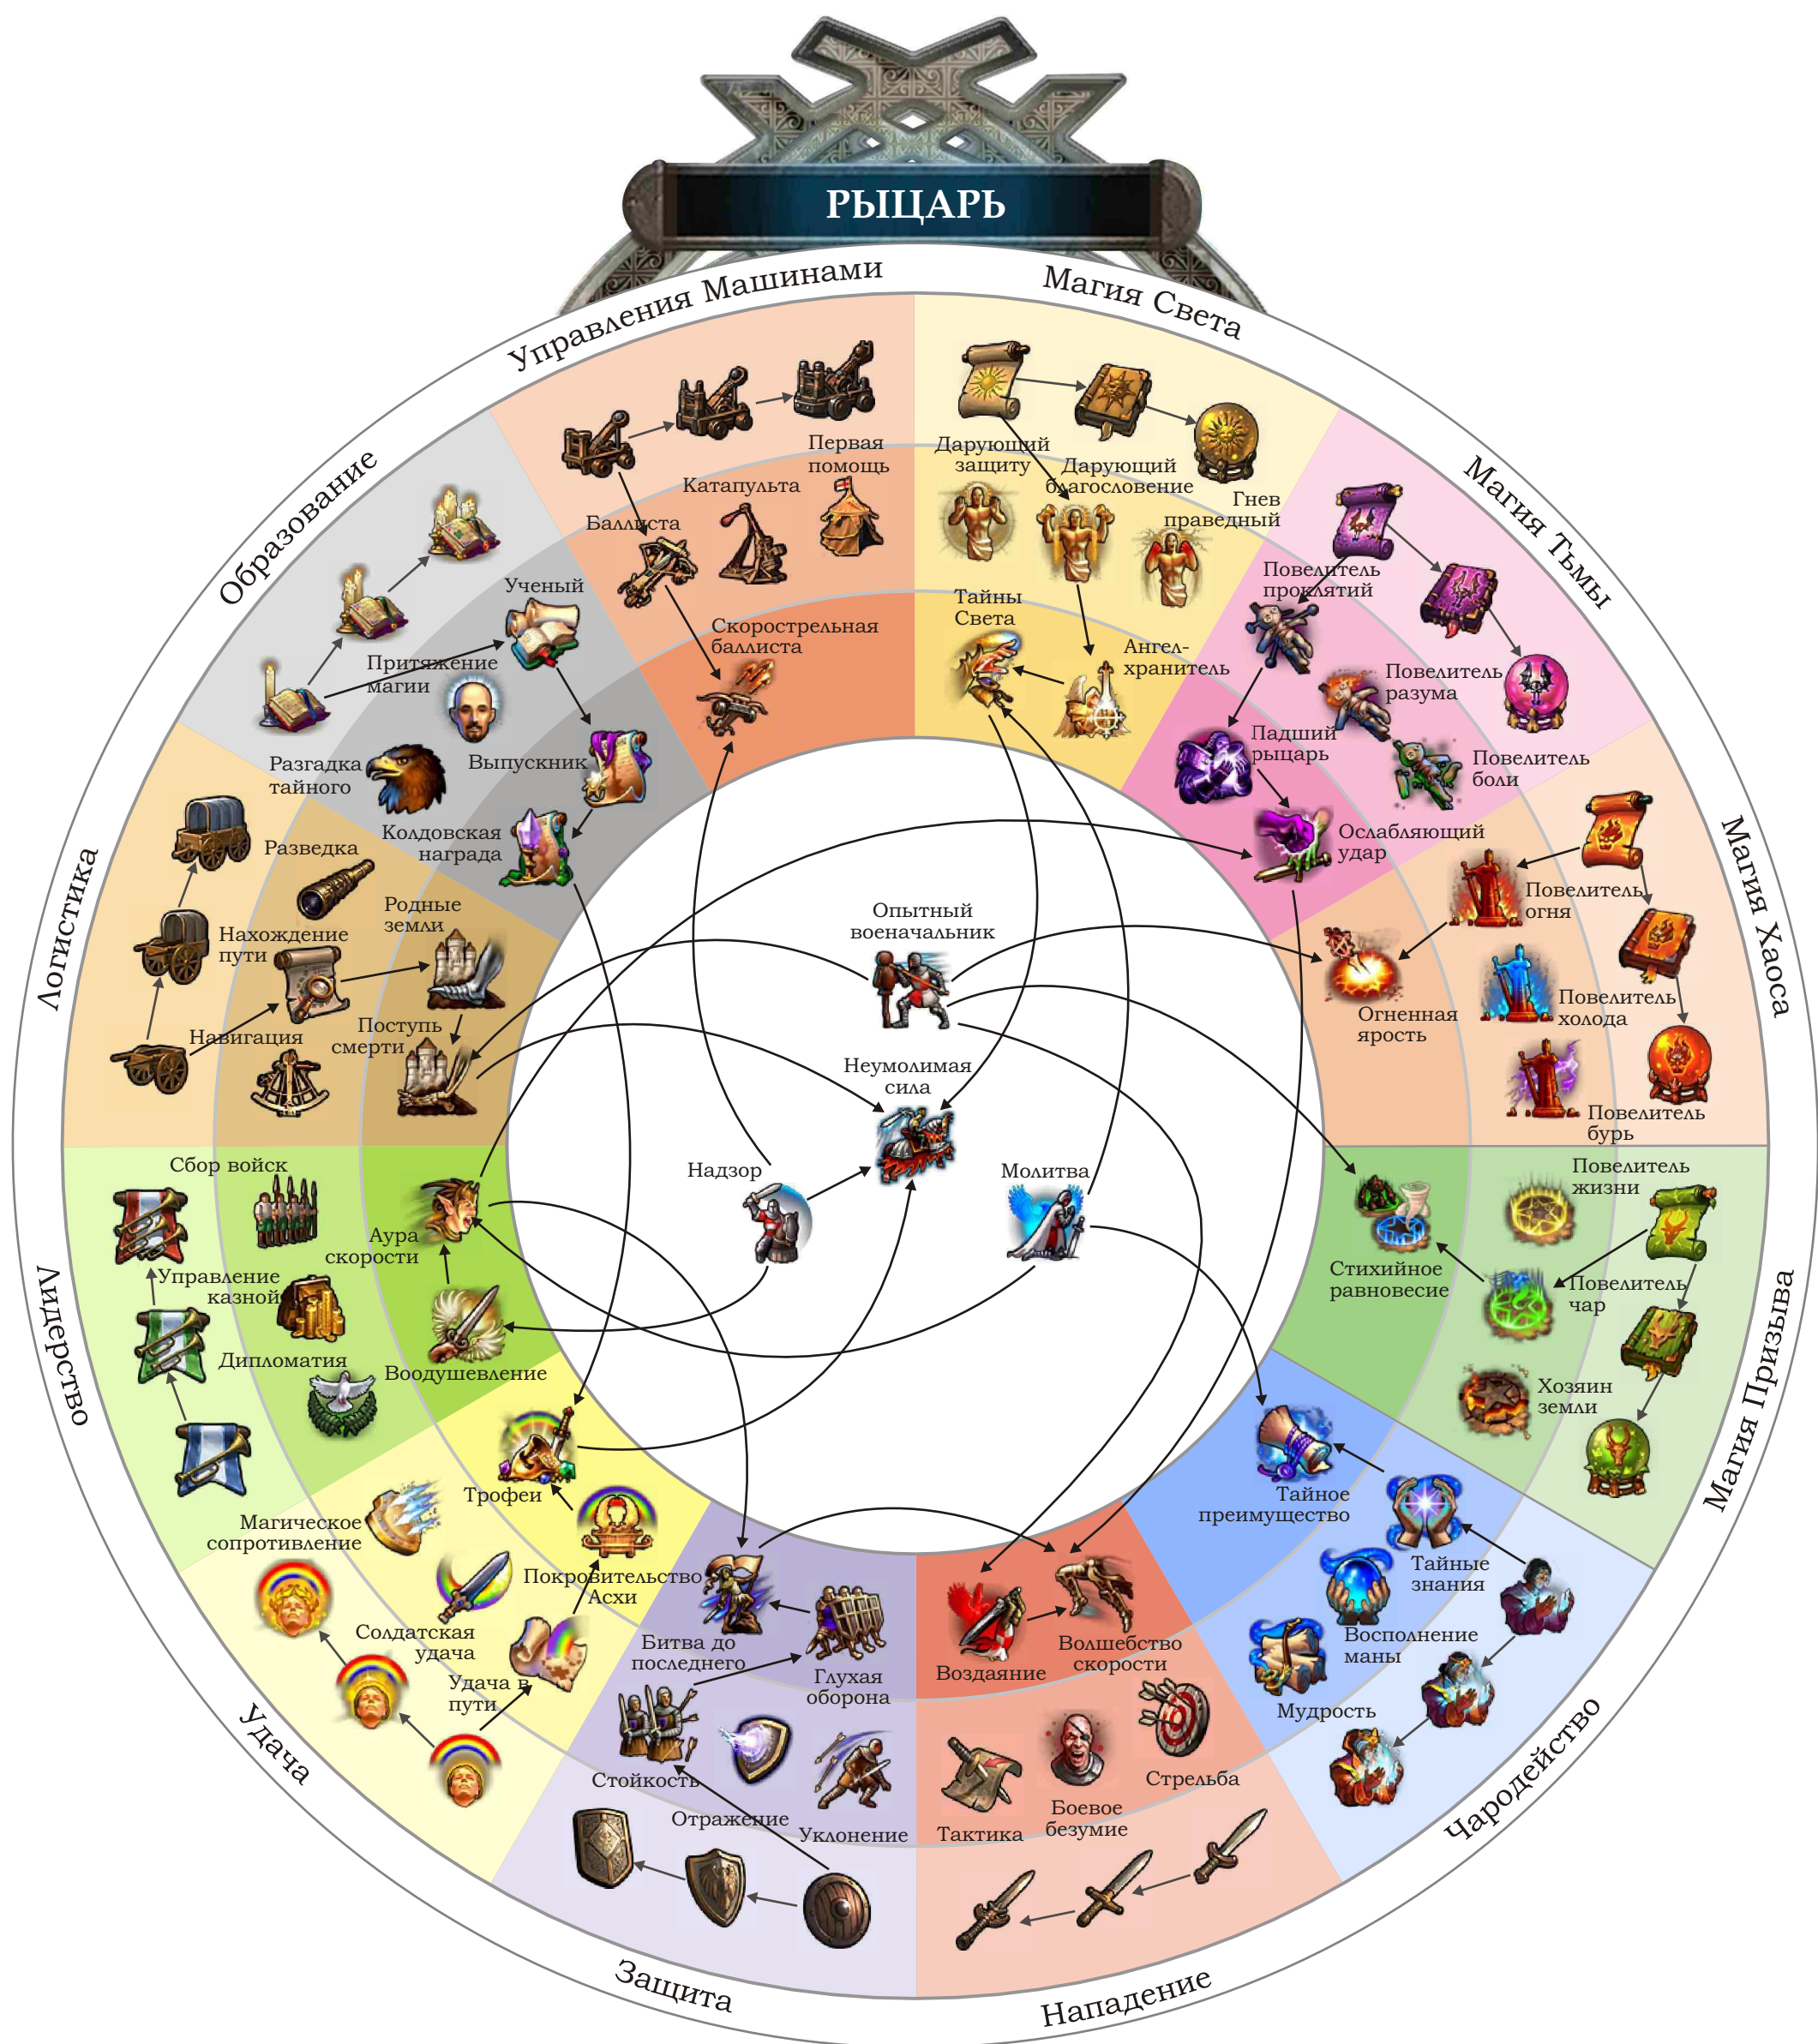 РЫЦАРЬ
Управления Машинами
Магия Света
Образование
Магия Тьмы
Логистика
Магия Хаоса
Лидерство
Магия Призыва
Удача
Чародейство
Защита
Нападение
Первая
помощь
Катапульта
Баллиста
Скорострельная
баллиста
Дарующий
защиту
Дарующий
благословение
Гнев
праведный
Тайны
Света
Ангел-
хранитель
Повелитель
проклятий
Повелитель
разума
Повелитель
боли
Падший
рыцарь
Ослабляющий
удар
Ученый
Притяжение
магии
Разгадка
тайного
Выпускник
Колдовская
награда
Разведка
Родные
земли
Нахождение
пути
Навигация
Поступь
смерти
Повелитель
огня
Повелитель
холода
Повелитель
бурь
Огненная
ярость
Опытный
военачальник
Неумолимая
сила
Надзор
Молитва
Сбор войск
Аура
скорости
Управление
казной
Дипломатия
Воодушевление
Повелитель
жизни
Стихийное
равновесие
Повелитель
чар
Хозяин
земли
Трофеи
Магическое
сопротивление
Покровительство
Асхи
Солдатская
удача
Удача в
пути
Тайное
преимущество
Тайные
знания
Восполнение
маны
Мудрость
Битва до
последнего
Глухая
оборона
Стойкость
Отражение
Уклонение
Воздаяние
Волшебство
скорости
Стрельба
Боевое
безумие
Тактика